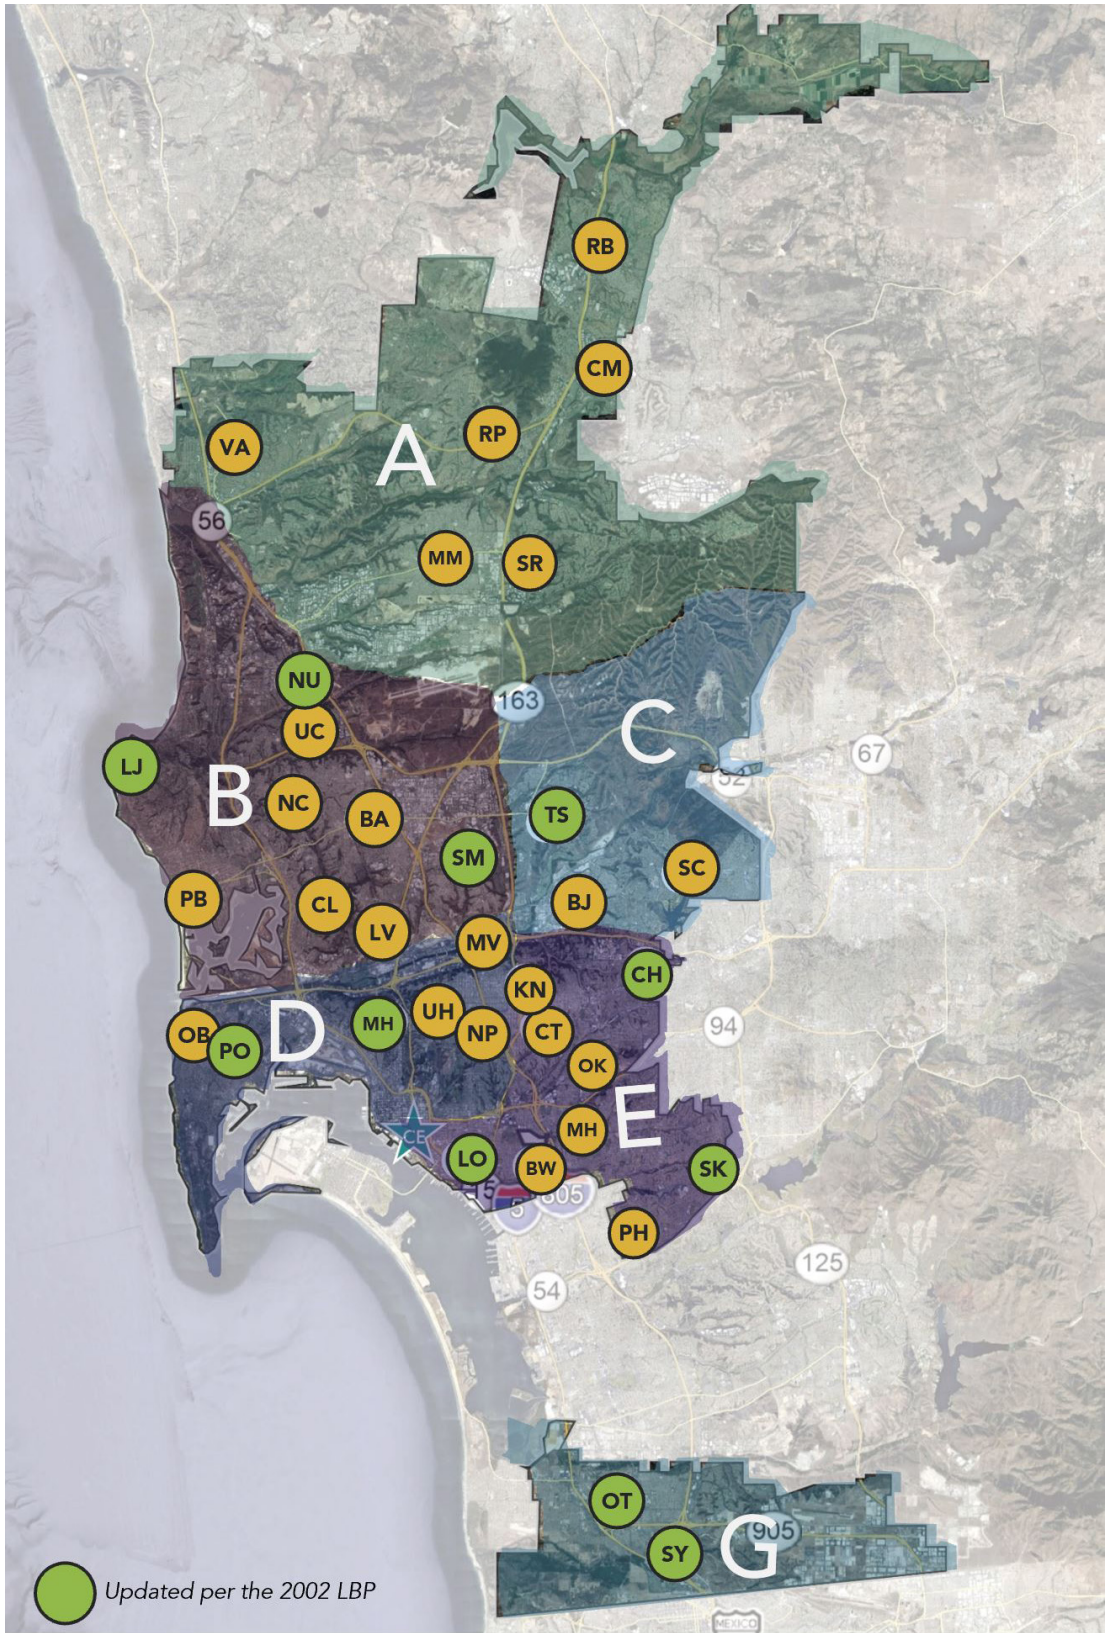 RB
CM
RP
VA
A
56
MM
SR
NU
163
C
UC
LJ
67
B
52
NC
BA
TS
SM
SC
PB
CL
BJ
LV
MV
CH
KN
UH
MH
D
OB
PO
NP
CT
94
OK
E
MH
CE
LO
BW
SK
15
5
805
PH
125
54
OT
905
G
SY
Updated per the 2002 LBP
MEXICO